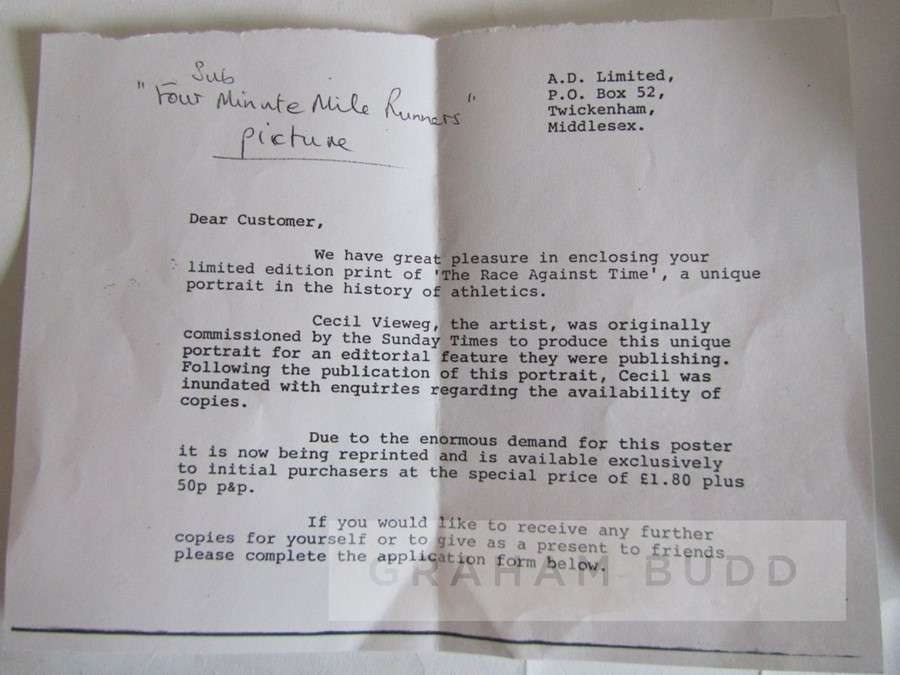 Sub
"Four Minute Mile Runners"
picture
A.D. Limited,
P.O. Box 52,
Twickenham,
Middlesex.
Dear Customer,
We have great pleasure in enclosing your
limited edition print of 'The Race Against Time', a unique
portrait in the history of athletics.
Cecil Vieweg, the artist, was originally
commissioned by the Sunday Times to produce this unique
portrait for an editorial feature they were publishing.
Following the publication of this portrait, Cecil was
inundated with enquiries regarding the availability of
copies.
Due to the enormous demand for this poster
it is now being reprinted and is available exclusively
to initial purchasers at the special price of £1.80 plus
50p p&p.
If you would like to receive any further
copies for yourself or to give as a present to friends
please complete the application form below.
GRAHAM BUDD